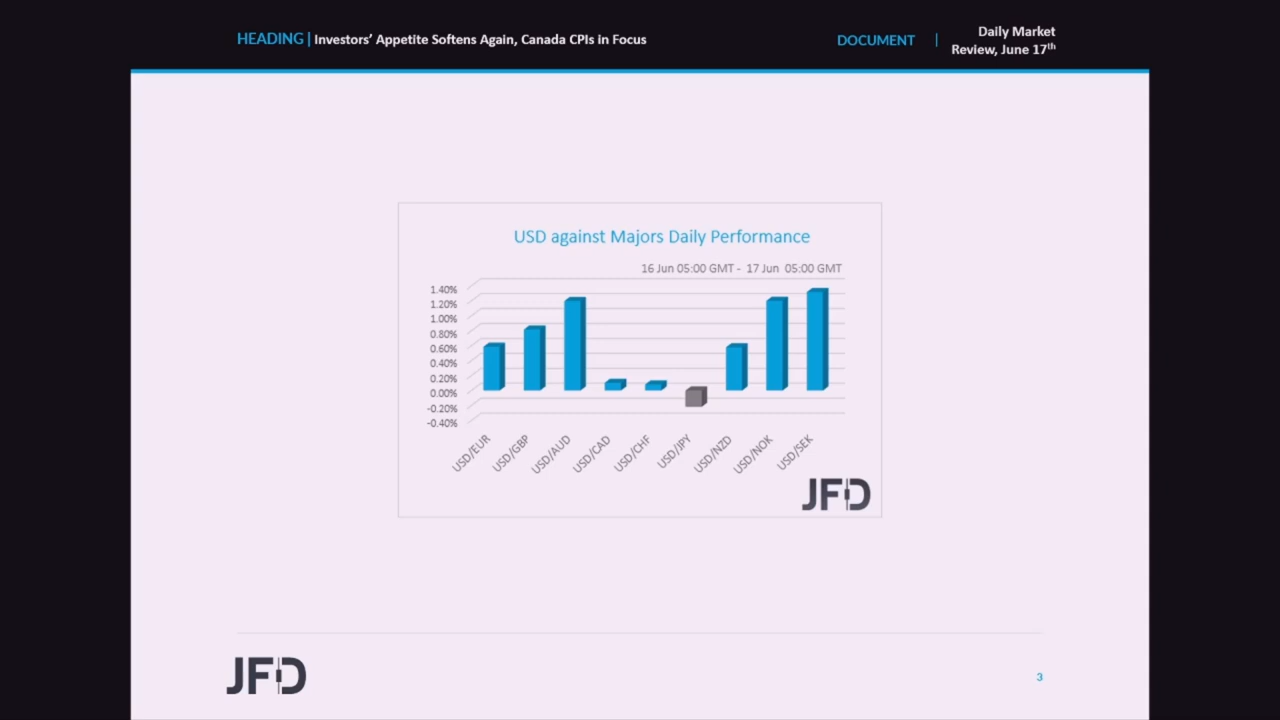 HEADING | Investors’ Appetite Softens Again, Canada CPIs in Focus
DOCUMENT |
Daily Market
Review, June 17th
USD against Majors Daily Performance
16 Jun 05:00 GMT - 17 Jun 05:00 GMT
1.40%
1.20%
1.00%
0.80%
0.60%
0.40%
0.20%
0.00%
-0.20%
-0.40%
USD/EUR
USD/GBP
USD/AUD
USD/CAD
USD/CHF
USD/JPY
USD/NZD
USD/NOK
USD/SEK
JFD
JFD
3